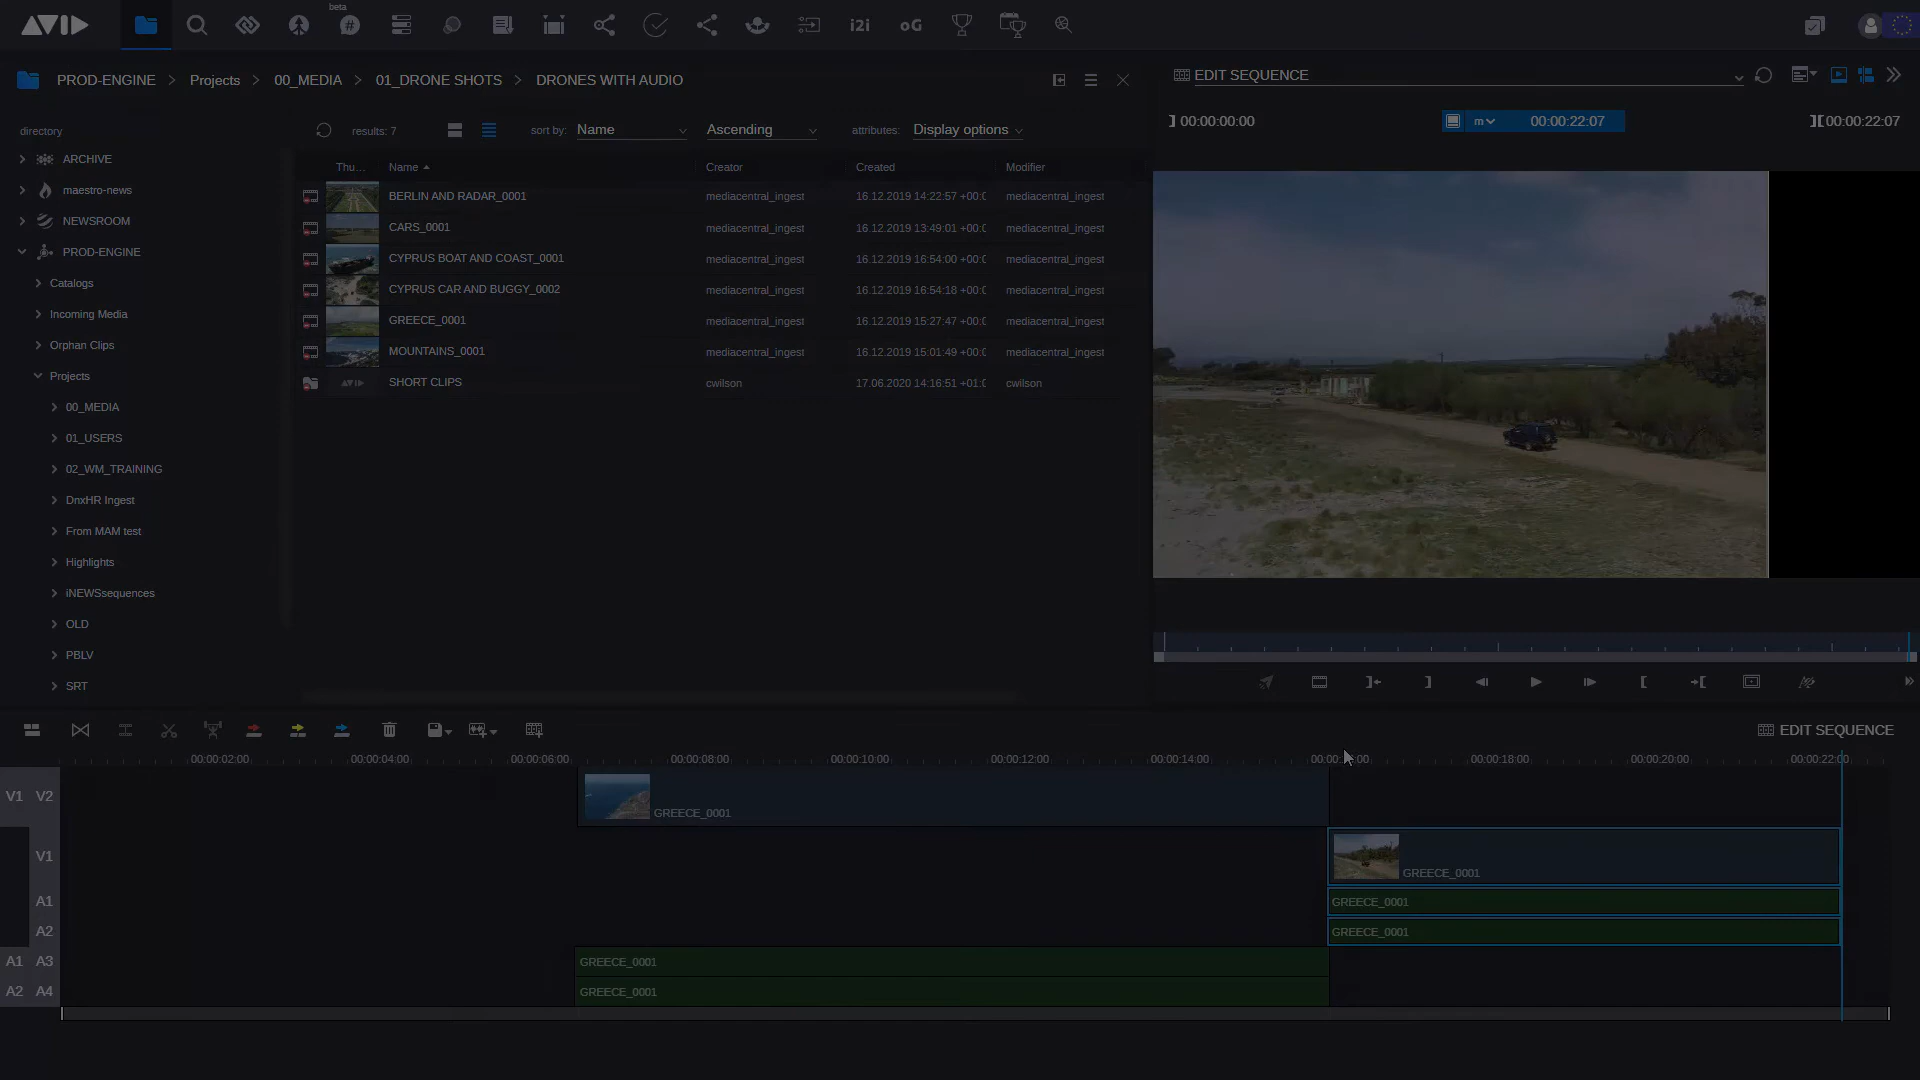 AVID
beta
i2i
oG
PROD-ENGINE > Projects > 00_MEDIA > 01_DRONE SHOTS > DRONES WITH AUDIO
directory
results: 7
sort by: Name
Ascending
attributes: Display options
Thu... Name Creator Created Modifier
BERLIN AND RADAR_0001 mediacentral_ingest 16.12.2019 14:22:57 +00:0 mediacentral_ingest
CARS_0001 mediacentral_ingest 16.12.2019 13:49:01 +00:0 mediacentral_ingest
CYPRUS BOAT AND COAST_0001 mediacentral_ingest 16.12.2019 16:54:00 +00:0 mediacentral_ingest
CYPRUS CAR AND BUGGY_0002 mediacentral_ingest 16.12.2019 16:54:18 +00:0 mediacentral_ingest
GREECE_0001 mediacentral_ingest 16.12.2019 15:27:47 +00:0 mediacentral_ingest
MOUNTAINS_0001 mediacentral_ingest 16.12.2019 15:01:49 +00:0 mediacentral_ingest
AVID SHORT CLIPS cwilson 17.06.2020 14:16:51 +01:0 cwilson
ARCHIVE
maestro-news
NEWSROOM
PROD-ENGINE
Catalogs
Incoming Media
Orphan Clips
Projects
00_MEDIA
01_USERS
02_WM_TRAINING
DnxHR Ingest
From MAM test
Highlights
iNEWSsequences
OLD
PBLV
SRT
EDIT SEQUENCE
00:00:00:00
m
00:00:22:07
00:00:22:07
EDIT SEQUENCE
00:00:02:00 00:00:04:00 00:00:06:00 00:00:08:00 00:00:10:00 00:00:12:00 00:00:14:00 00:00:18:00 00:00:20:00 00:00:22:00
V1 V2
GREECE_0001
V1
GREECE_0001
A1
GREECE_0001
A2
GREECE_0001
A1 A3
GREECE_0001
A2 A4
GREECE_0001